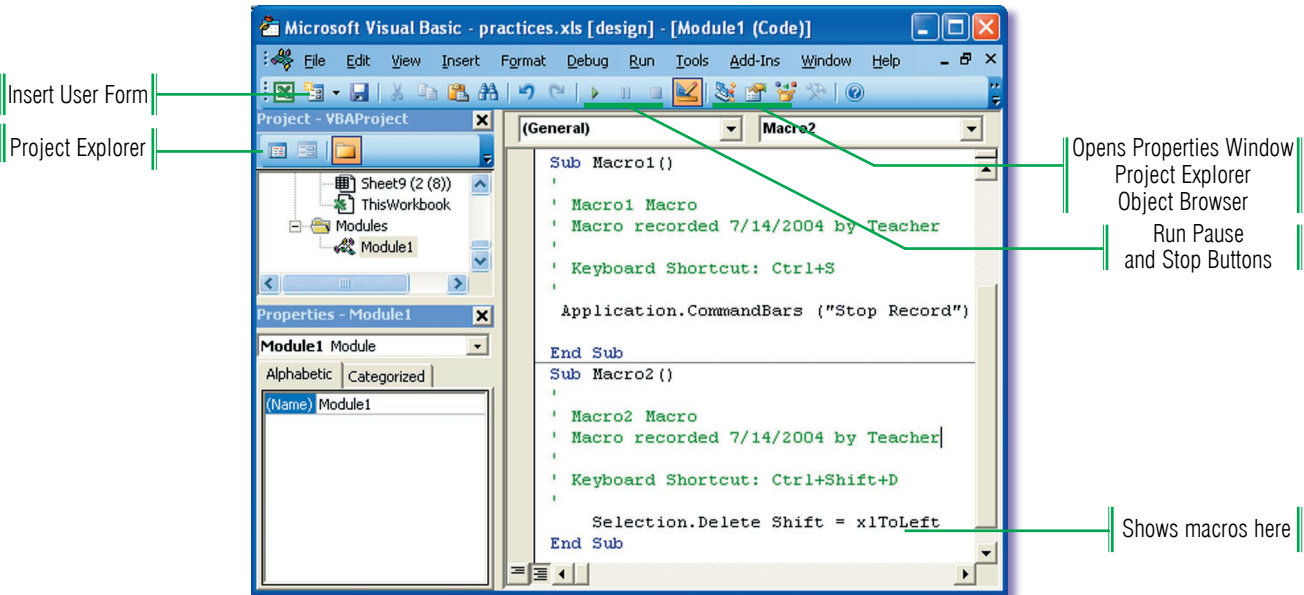 Microsoft Visual Basic - practices.xls [design] - [Module1 (Code)]
File Edit View Insert Format Debug Run Tools Add-Ins Window Help
Insert User Form
Project Explorer
Project - VBAProject
Sheet9 (2 (8))
ThisWorkbook
Modules
Module1
Properties - Module1
Module1 Module
Alphabetic Categorized
(Name) Module1
(General) Macro2
Sub Macro1()
'
' Macro1 Macro
' Macro recorded 7/14/2004 by Teacher
'
' Keyboard Shortcut: Ctrl+S
'
Application.CommandBars ("Stop Record")
End Sub
Sub Macro2()
'
' Macro2 Macro
' Macro recorded 7/14/2004 by Teacher
'
' Keyboard Shortcut: Ctrl+Shift+D
'
Selection.Delete Shift = xlToLeft
End Sub
Opens Properties Window
Project Explorer
Object Browser
Run Pause
and Stop Buttons
Shows macros here